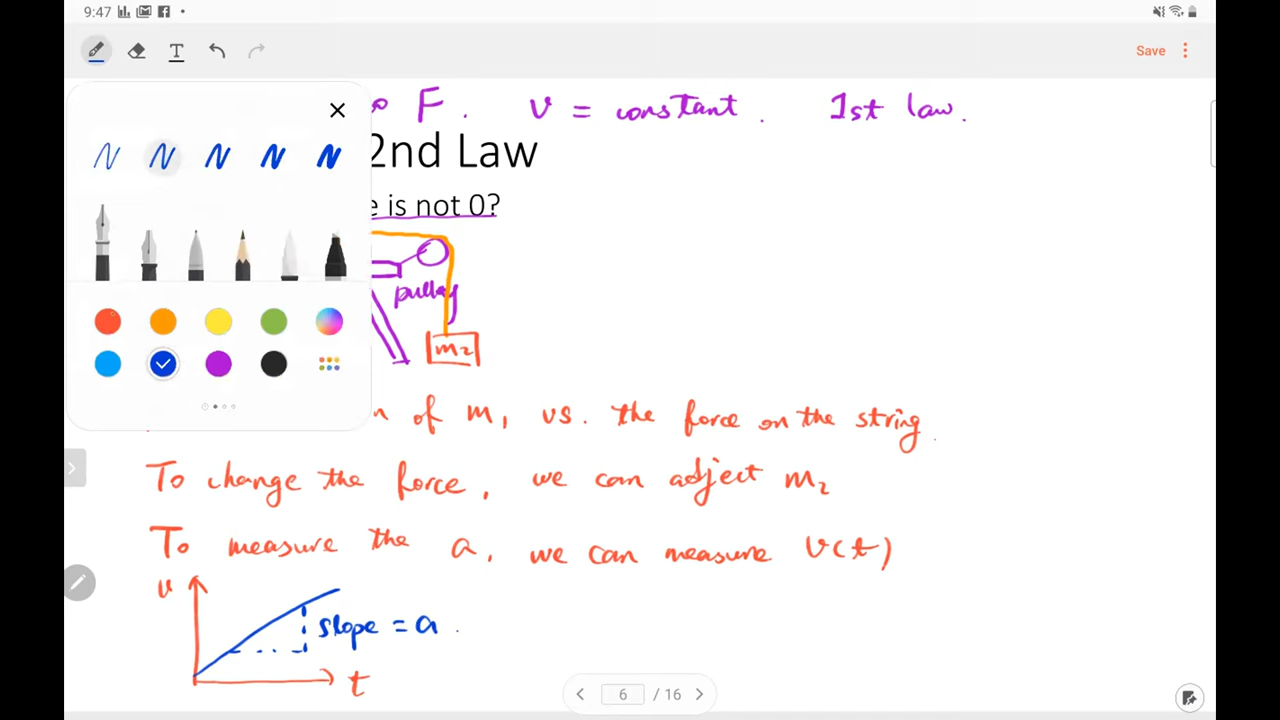 9:47
Save
F. v = constant. 1st law.
2nd Law
e is not 0?
pulley
m2
n of m1 vs. the force on the string.
To change the force, we can adject m2
To measure the a, we can measure v(t)
v
slope = a.
t
6 / 16